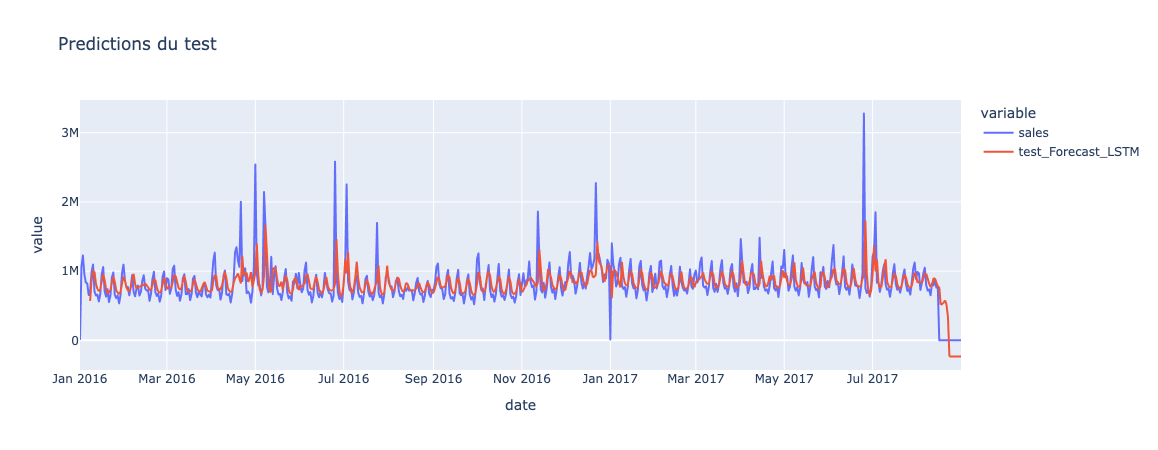 Predictions du test
variable
sales
test_Forecast_LSTM
value
3M
2M
1M
0
Jan 2016
Mar 2016
May 2016
Jul 2016
Sep 2016
Nov 2016
Jan 2017
Mar 2017
May 2017
Jul 2017
date